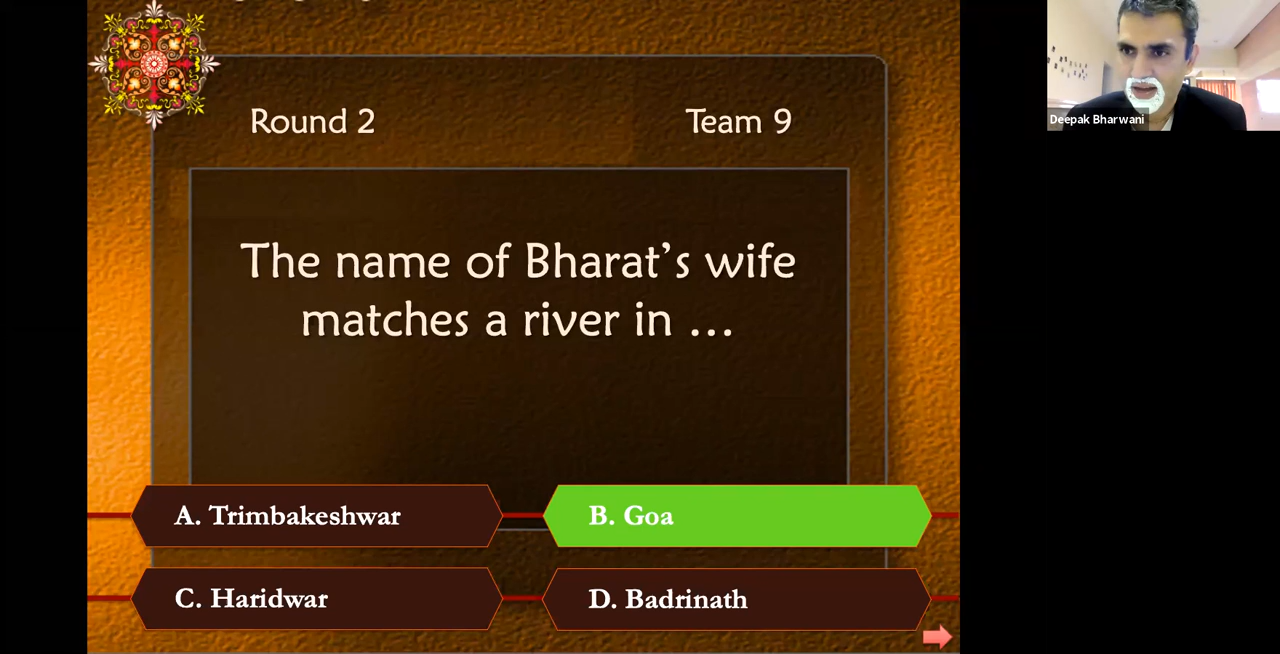 Round 2
Team 9
The name of Bharat’s wife
matches a river in …
A. Trimbakeshwar
B. Goa
C. Haridwar
D. Badrinath
Deepak Bharwani